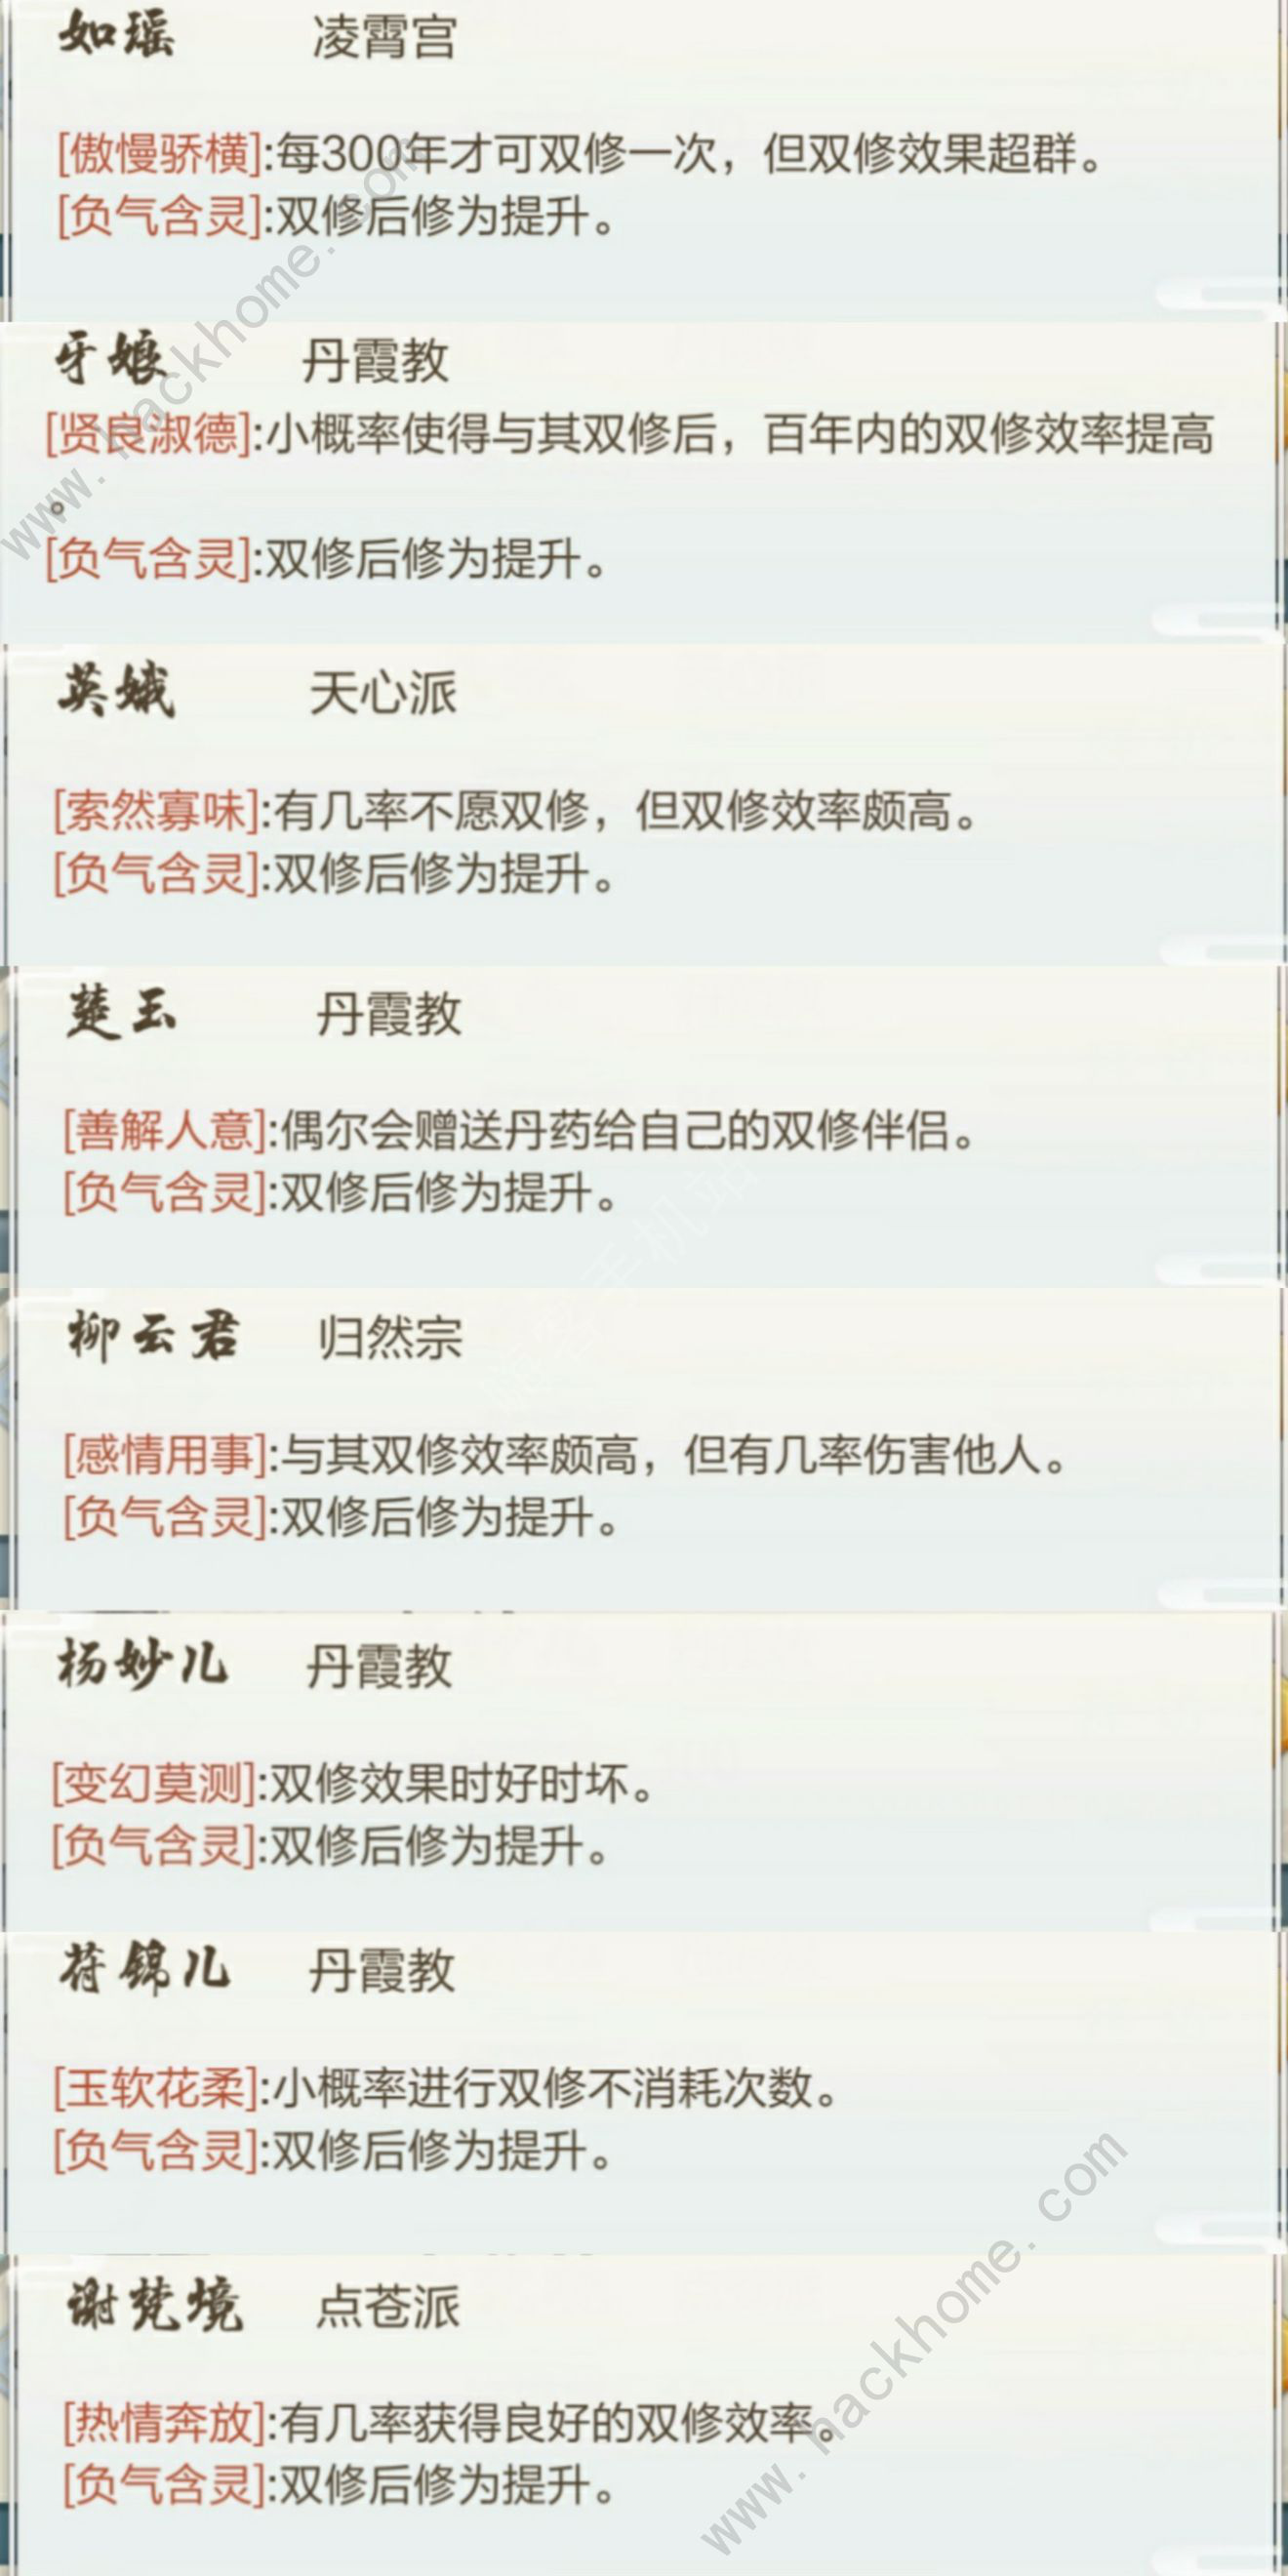 如瑶 凌霄宫
[傲慢骄横]:每300年才可双修一次，但双修效果超群。
[负气含灵]:双修后修为提升。
牙娘 丹霞教
[贤良淑德]:小概率使得与其双修后，百年内的双修效率提高
。
[负气含灵]:双修后修为提升。
www.hackhome.com
英娥 天心派
[索然寡味]:有几率不愿双修，但双修效率颇高。
[负气含灵]:双修后修为提升。
楚玉 丹霞教
[善解人意]:偶尔会赠送丹药给自己的双修伴侣。
[负气含灵]:双修后修为提升。
柳云君 归然宗
[感情用事]:与其双修效率颇高，但有几率伤害他人。
[负气含灵]:双修后修为提升。
杨妙儿 丹霞教
[变幻莫测]:双修效果时好时坏。
[负气含灵]:双修后修为提升。
苻锦儿 丹霞教
[玉软花柔]:小概率进行双修不消耗次数。
[负气含灵]:双修后修为提升。
谢梵境 点苍派
[热情奔放]:有几率获得良好的双修效率。
[负气含灵]:双修后修为提升。
www.hackhome.com